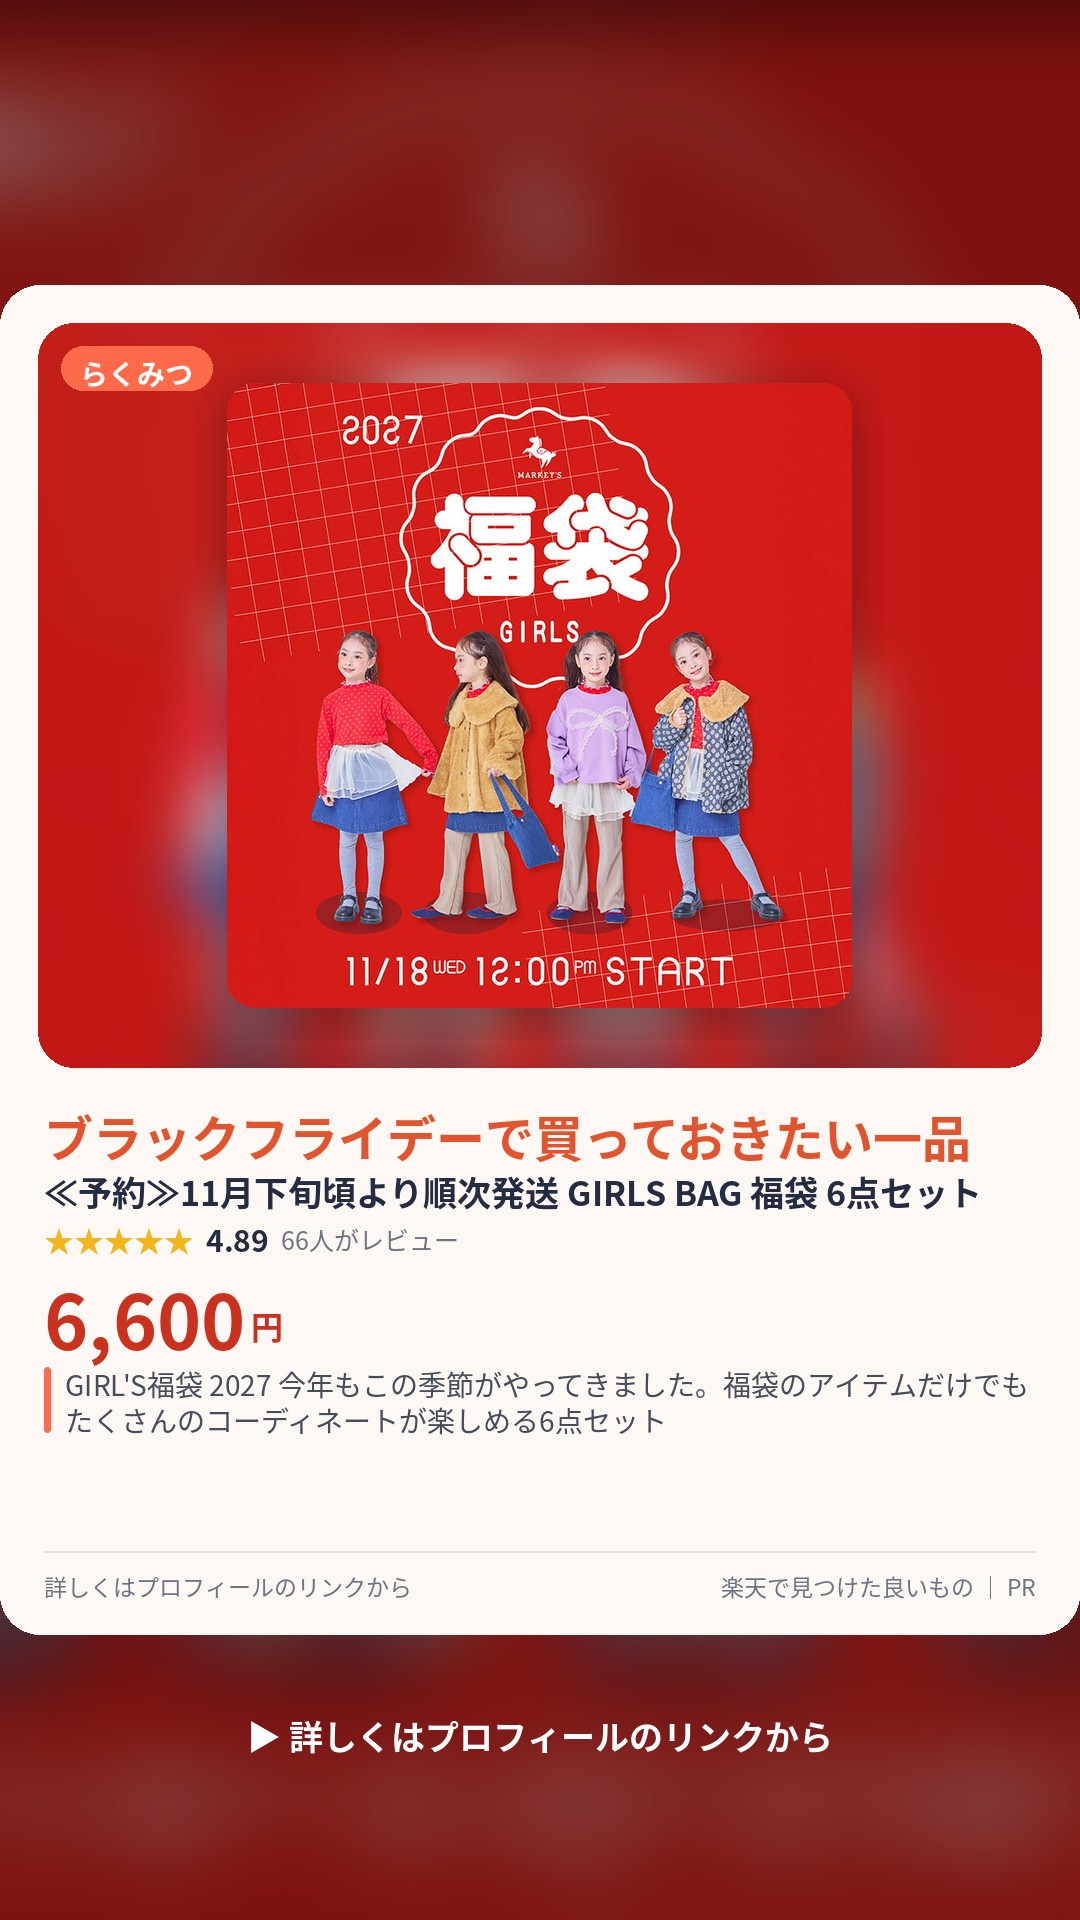 らくみつ
2027
MARKEY'S
福袋
GIRLS
11/18 WED 12:00 PM START
ブラックフライデーで買っておきたい一品
≪予約≫11月下旬頃より順次発送 GIRLS BAG 福袋 6点セット
★★★★★ 4.89 66人がレビュー
6,600円
GIRL'S福袋 2027 今年もこの季節がやってきました。福袋のアイテムだけでも
たくさんのコーディネートが楽しめる6点セット
詳しくはプロフィールのリンクから
楽天で見つけた良いもの ｜ PR
▶ 詳しくはプロフィールのリンクから